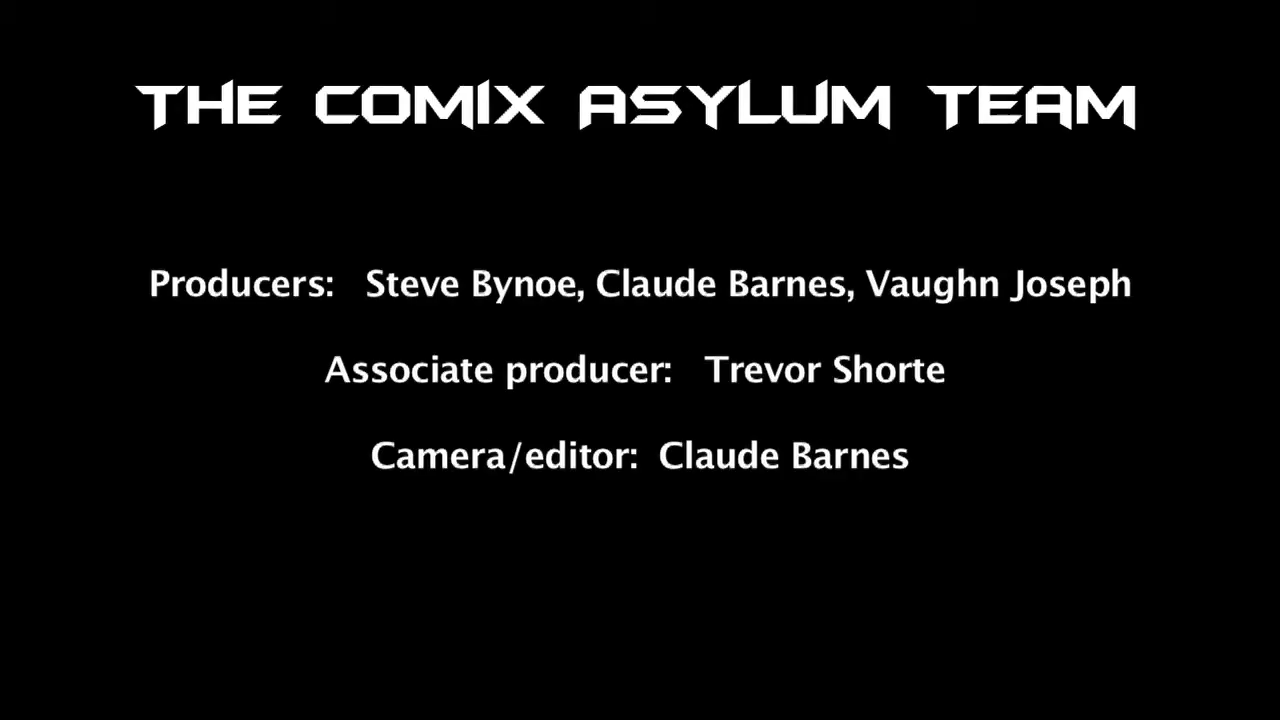 THE COMIX ASYLUM TEAM
Producers: Steve Bynoe, Claude Barnes, Vaughn Joseph
Associate producer: Trevor Shorte
Camera/editor: Claude Barnes